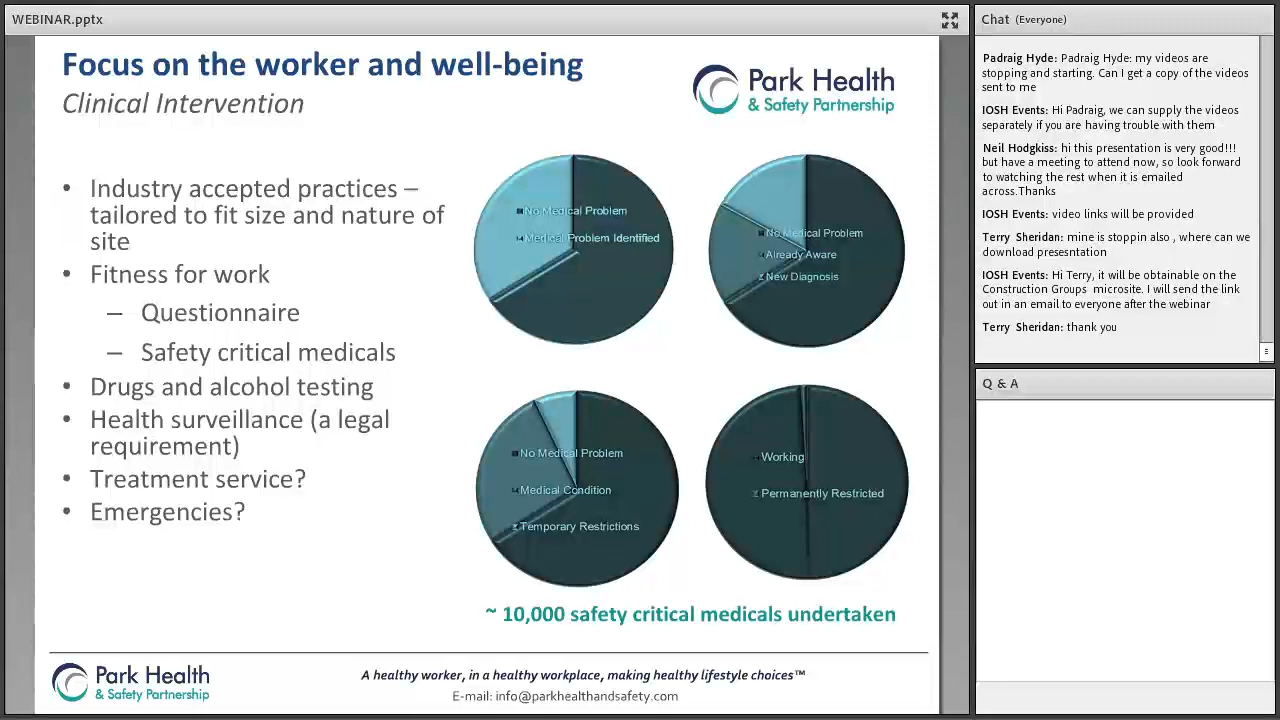 WEBINAR.pptx
Focus on the worker and well-being
Clinical Intervention
Park Health
& Safety Partnership
• Industry accepted practices –
tailored to fit size and nature of
site
• Fitness for work
– Questionnaire
– Safety critical medicals
• Drugs and alcohol testing
• Health surveillance (a legal
requirement)
• Treatment service?
• Emergencies?
No Medical Problem
Medical Problem Identified
No Medical Problem
Already Aware
New Diagnosis
No Medical Problem
Medical Condition
Temporary Restrictions
Working
Permanently Restricted
~ 10,000 safety critical medicals undertaken
Park Health
& Safety Partnership
A healthy worker, in a healthy workplace, making healthy lifestyle choices™
E-mail: info@parkhealthandsafety.com
Chat (Everyone)
Padraig Hyde: Padraig Hyde: my videos are
stopping and starting. Can I get a copy of the videos
sent to me
IOSH Events: Hi Padraig, we can supply the videos
separately if you are having trouble with them
Neil Hodgkiss: hi this presentation is very good!!!
but have a meeting to attend now, so look forward
to watching the rest when it is emailed
across.Thanks
IOSH Events: video links will be provided
Terry Sheridan: mine is stoppin also , where can we
download presesntation
IOSH Events: Hi Terry, it will be obtainable on the
Construction Groups microsite. I will send the link
out in an email to everyone after the webinar
Terry Sheridan: thank you
Q & A